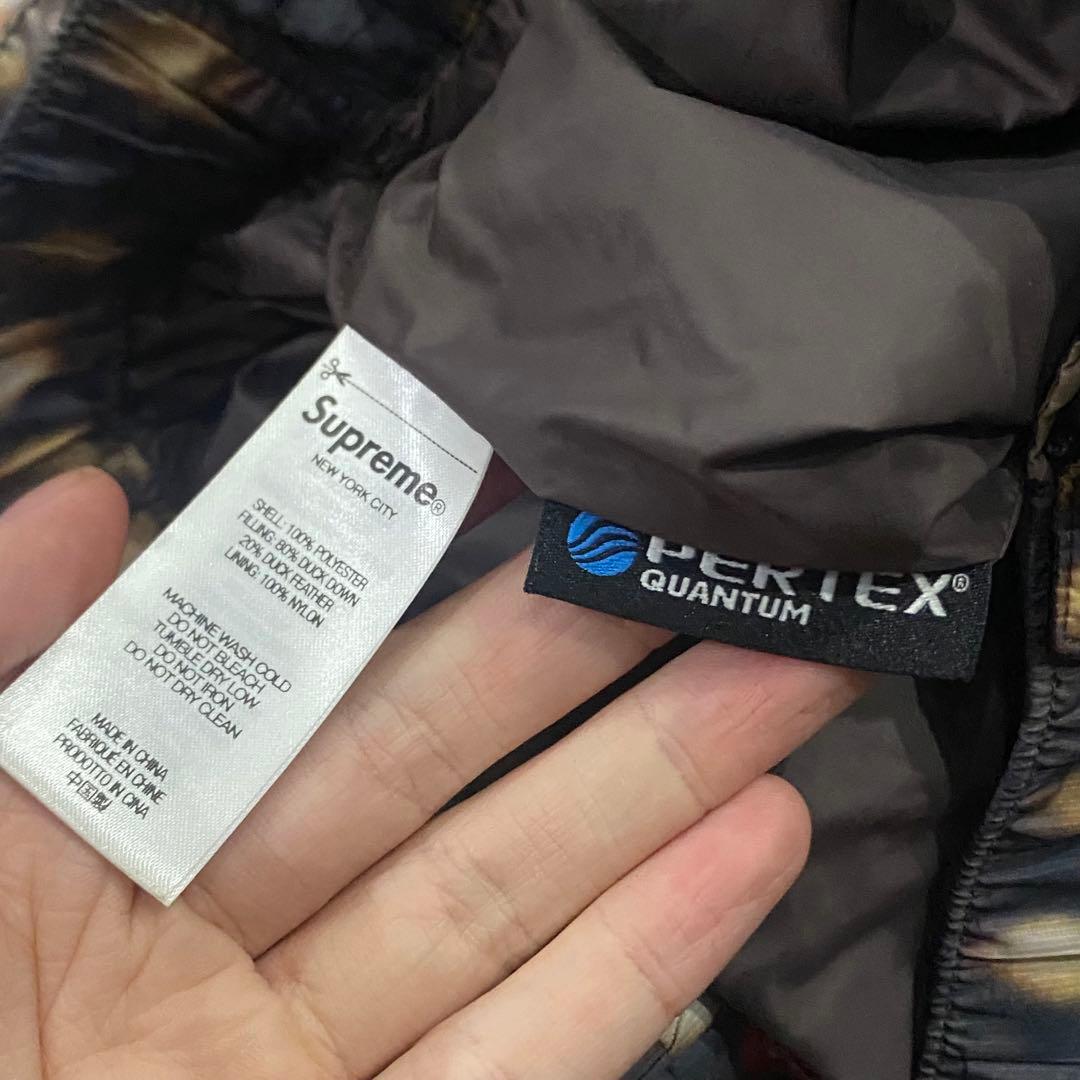 Supreme®
NEW YORK CITY
SHELL: 100% POLYESTER
FILLING: 80% DUCK DOWN
20% DUCK FEATHER
LINING: 100% NYLON
MACHINE WASH COLD
DO NOT BLEACH
TUMBLE DRY LOW
DO NOT IRON
DO NOT DRY CLEAN
MADE IN CHINA
FABRIQUÉ EN CHINE
PRODOTTO IN CINA
中国製
PERTEX®
QUANTUM